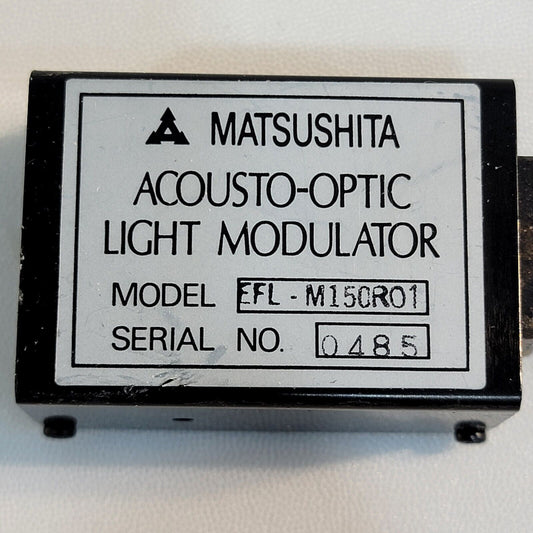 MATSUSHITA
ACOUSTO-OPTIC
LIGHT MODULATOR
MODEL EFL-M150R01
SERIAL NO. 0485